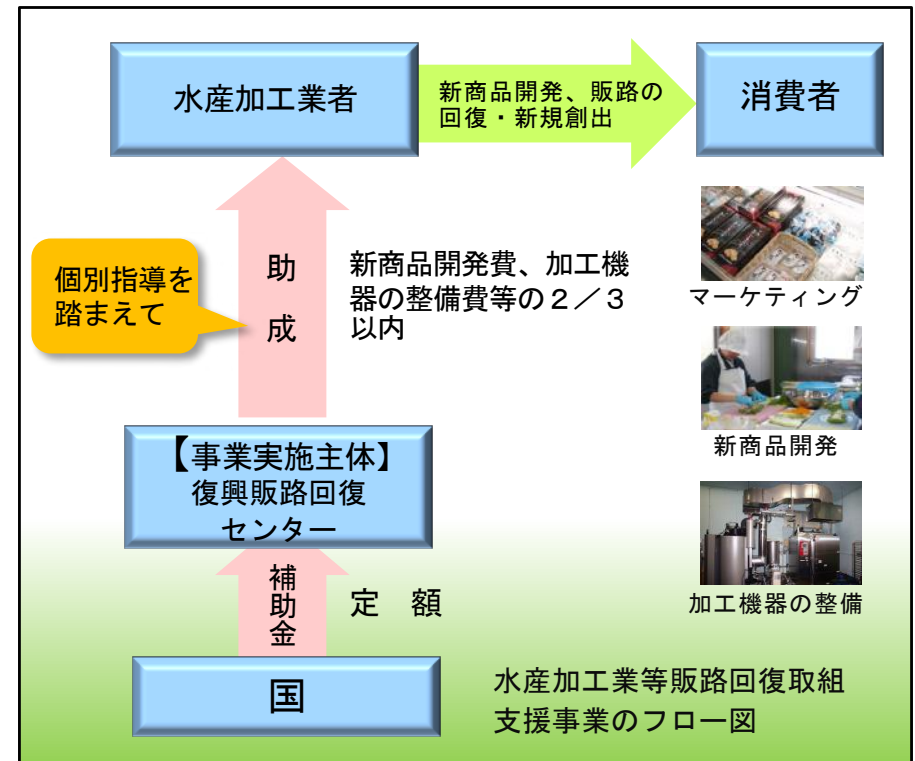 水産加工業者
新商品開発、販路の
回復・新規創出
消費者
個別指導を
踏まえて
助
成
新商品開発費、加工機
器の整備費等の２／３
以内
マーケティング
新商品開発
加工機器の整備
【事業実施主体】
復興販路回復
センター
補助金
定　額
国
水産加工業等販路回復取組
支援事業のフロー図